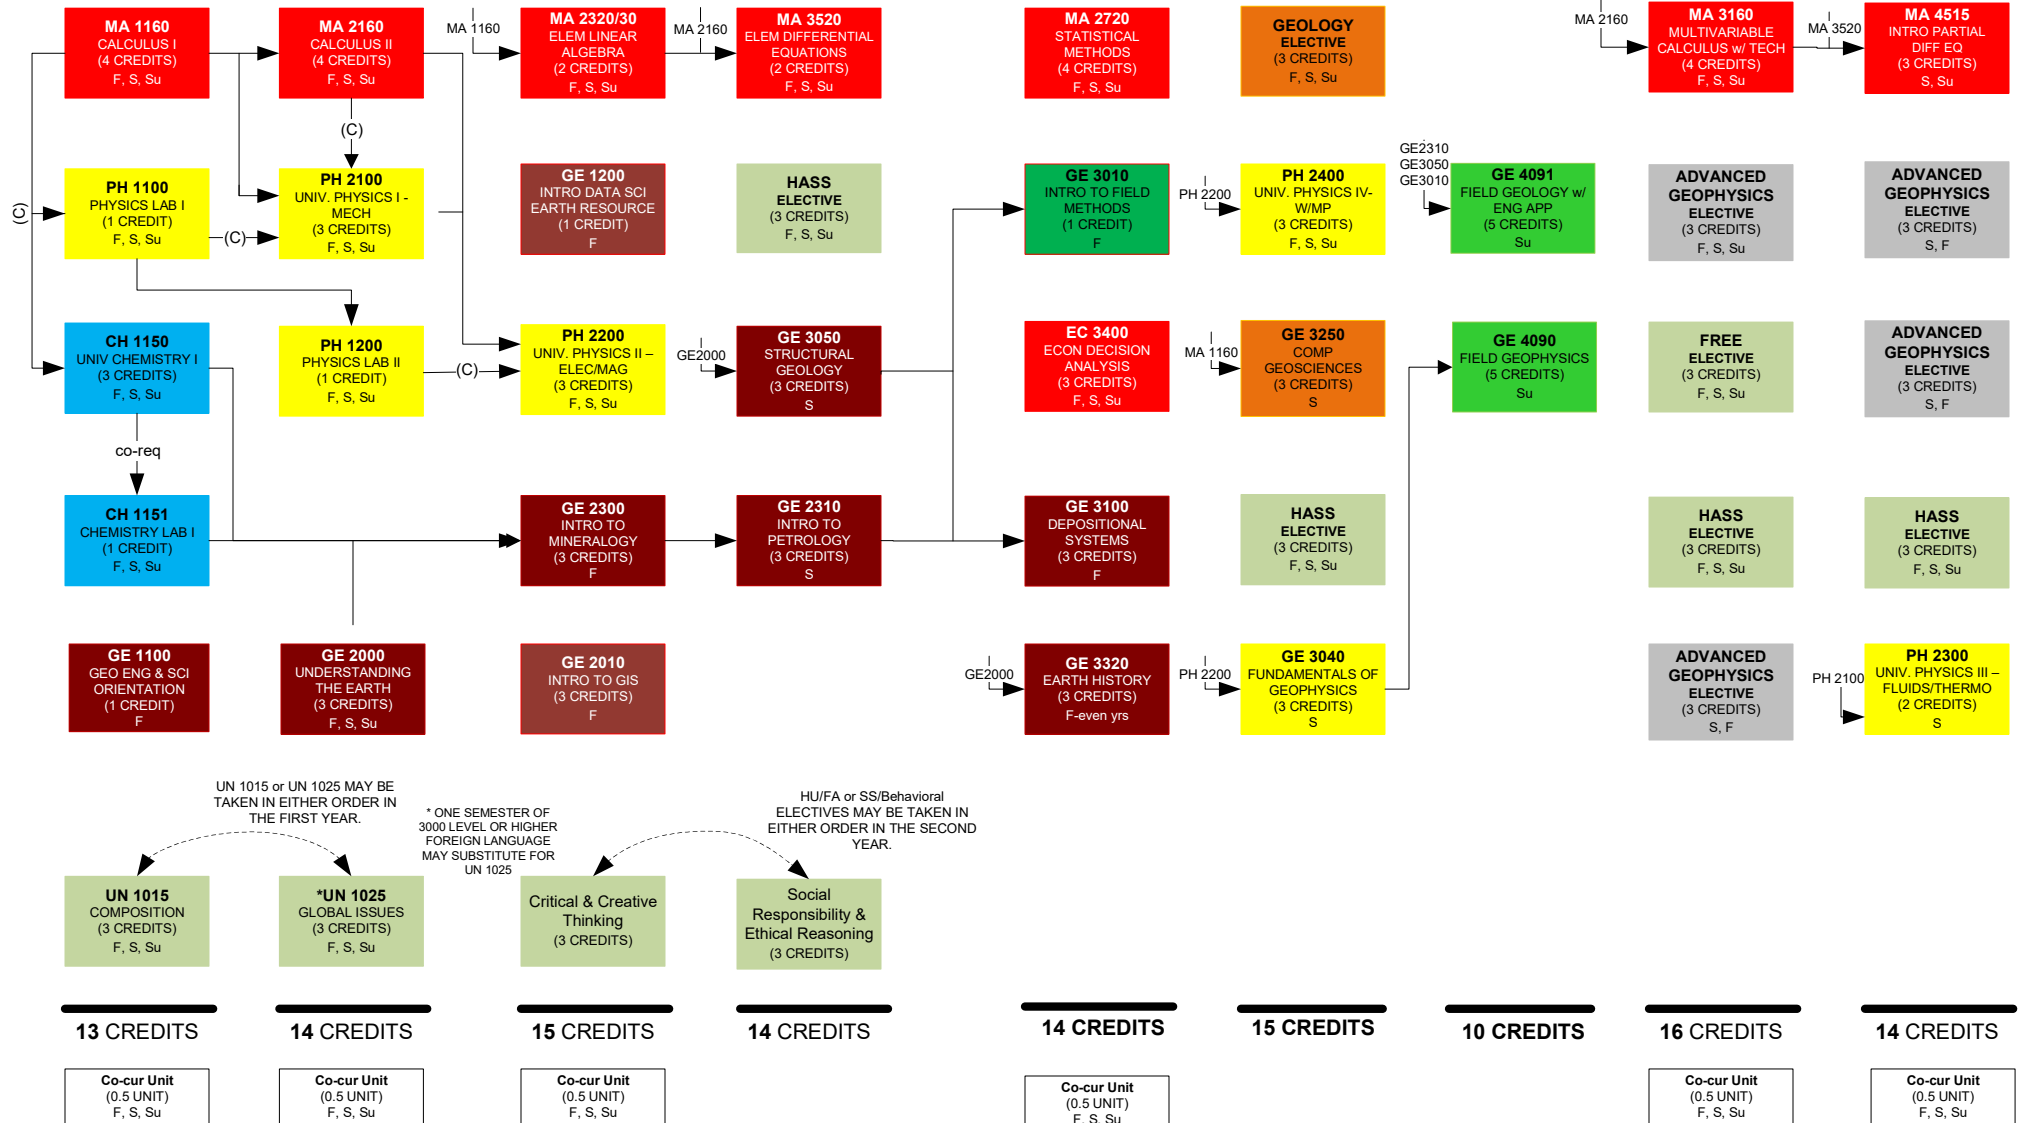 MA 1160
CALCULUS I
(4 CREDITS)
F, S, Su
MA 2160
CALCULUS II
(4 CREDITS)
F, S, Su
MA 1160
MA 2320/30
ELEM LINEAR
ALGEBRA
(2 CREDITS)
F, S, Su
MA 2160
MA 3520
ELEM DIFFERENTIAL
EQUATIONS
(2 CREDITS)
F, S, Su
MA 2720
STATISTICAL
METHODS
(4 CREDITS)
F, S, Su
GEOLOGY
ELECTIVE
(3 CREDITS)
F, S, Su
MA 2160
MA 3160
MULTIVARIABLE
CALCULUS w/ TECH
(4 CREDITS)
F, S, Su
MA 3520
MA 4515
INTRO PARTIAL
DIFF EQ
(3 CREDITS)
S, Su
(C)
(C)
PH 1100
PHYSICS LAB I
(1 CREDIT)
F, S, Su
(C)
PH 2100
UNIV. PHYSICS I -
MECH
(3 CREDITS)
F, S, Su
GE 1200
INTRO DATA SCI
EARTH RESOURCE
(1 CREDIT)
F
HASS
ELECTIVE
(3 CREDITS)
F, S, Su
GE 3010
INTRO TO FIELD
METHODS
(1 CREDIT)
F
PH 2200
PH 2400
UNIV. PHYSICS IV-
W/MP
(3 CREDITS)
F, S, Su
GE2310
GE3050
GE3010
GE 4091
FIELD GEOLOGY w/
ENG APP
(5 CREDITS)
Su
ADVANCED
GEOPHYSICS
ELECTIVE
(3 CREDITS)
F, S, Su
ADVANCED
GEOPHYSICS
ELECTIVE
(3 CREDITS)
S, F
CH 1150
UNIV CHEMISTRY I
(3 CREDITS)
F, S, Su
PH 1200
PHYSICS LAB II
(1 CREDIT)
F, S, Su
(C)
PH 2200
UNIV. PHYSICS II –
ELEC/MAG
(3 CREDITS)
F, S, Su
GE2000
GE 3050
STRUCTURAL
GEOLOGY
(3 CREDITS)
S
EC 3400
ECON DECISION
ANALYSIS
(3 CREDITS)
F, S, Su
MA 1160
GE 3250
COMP
GEOSCIENCES
(3 CREDITS)
S
GE 4090
FIELD GEOPHYSICS
(5 CREDITS)
Su
FREE
ELECTIVE
(3 CREDITS)
F, S, Su
ADVANCED
GEOPHYSICS
ELECTIVE
(3 CREDITS)
S, F
co-req
CH 1151
CHEMISTRY LAB I
(1 CREDIT)
F, S, Su
GE 2300
INTRO TO
MINERALOGY
(3 CREDITS)
F
GE 2310
INTRO TO
PETROLOGY
(3 CREDITS)
S
GE 3100
DEPOSITIONAL
SYSTEMS
(3 CREDITS)
F
HASS
ELECTIVE
(3 CREDITS)
F, S, Su
HASS
ELECTIVE
(3 CREDITS)
F, S, Su
HASS
ELECTIVE
(3 CREDITS)
F, S, Su
GE 1100
GEO ENG & SCI
ORIENTATION
(1 CREDIT)
F
GE 2000
UNDERSTANDING
THE EARTH
(3 CREDITS)
F, S, Su
GE 2010
INTRO TO GIS
(3 CREDITS)
F
GE2000
GE 3320
EARTH HISTORY
(3 CREDITS)
F-even yrs
PH 2200
GE 3040
FUNDAMENTALS OF
GEOPHYSICS
(3 CREDITS)
S
ADVANCED
GEOPHYSICS
ELECTIVE
(3 CREDITS)
S, F
PH 2100
PH 2300
UNIV. PHYSICS III –
FLUIDS/THERMO
(2 CREDITS)
S
UN 1015 or UN 1025 MAY BE
TAKEN IN EITHER ORDER IN
THE FIRST YEAR.
* ONE SEMESTER OF
3000 LEVEL OR HIGHER
FOREIGN LANGUAGE
MAY SUBSTITUTE FOR
UN 1025
HU/FA or SS/Behavioral
ELECTIVES MAY BE TAKEN IN
EITHER ORDER IN THE SECOND
YEAR.
UN 1015
COMPOSITION
(3 CREDITS)
F, S, Su
*UN 1025
GLOBAL ISSUES
(3 CREDITS)
F, S, Su
Critical & Creative
Thinking
(3 CREDITS)
Social
Responsibility &
Ethical Reasoning
(3 CREDITS)
13 CREDITS
14 CREDITS
15 CREDITS
14 CREDITS
14 CREDITS
15 CREDITS
10 CREDITS
16 CREDITS
14 CREDITS
Co-cur Unit
(0.5 UNIT)
F, S, Su
Co-cur Unit
(0.5 UNIT)
F, S, Su
Co-cur Unit
(0.5 UNIT)
F, S, Su
Co-cur Unit
(0.5 UNIT)
F, S, Su
Co-cur Unit
(0.5 UNIT)
F, S, Su
Co-cur Unit
(0.5 UNIT)
F, S, Su